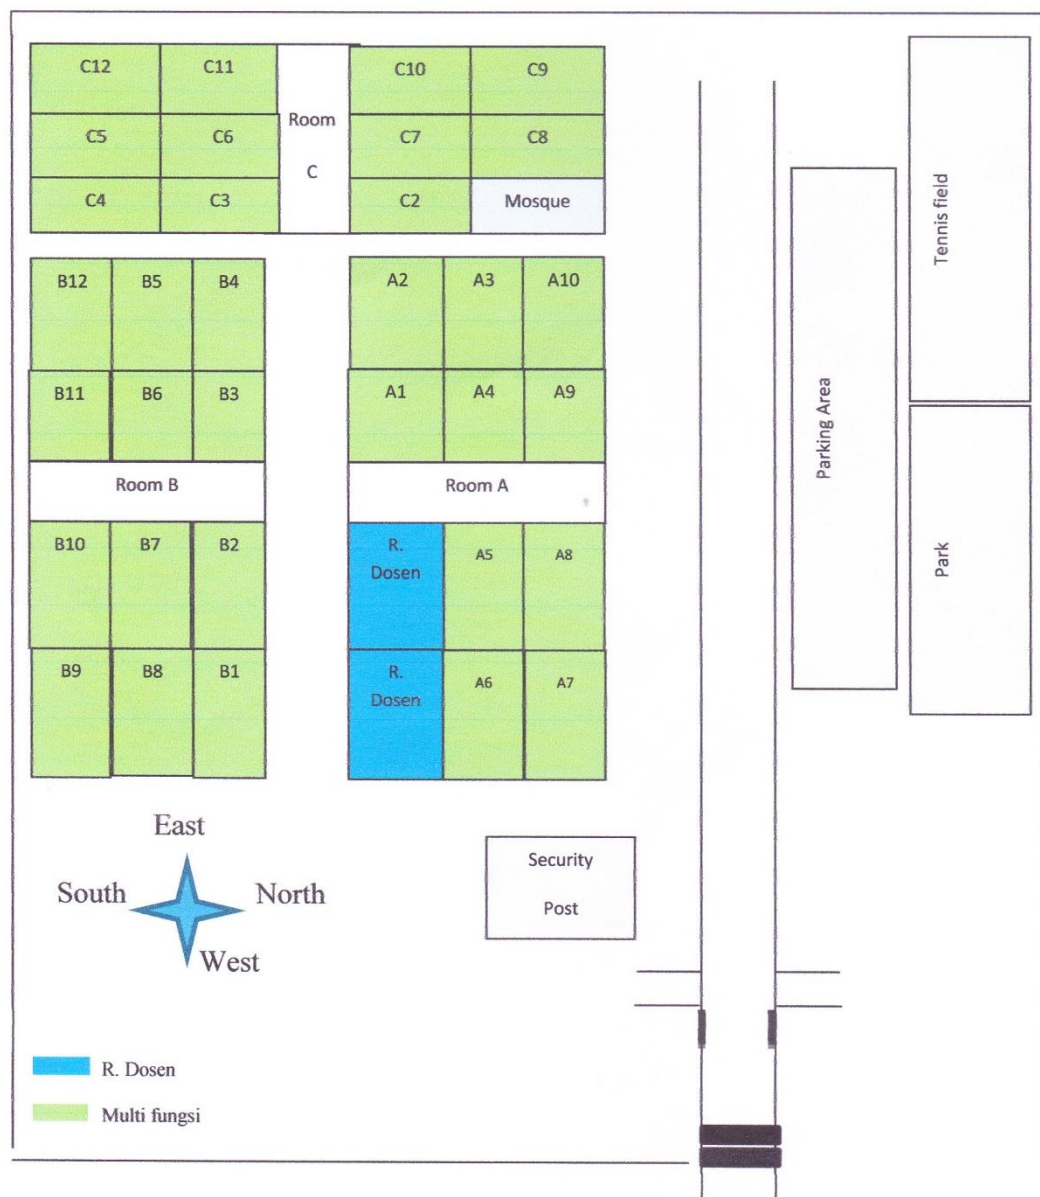 C12 C11 C10 C9
Room
C5 C6 C7 C8
C
C4 C3 C2 Mosque
B12 B5 B4 A2 A3 A10
B11 B6 B3 A1 A4 A9
Room B Room A
B10 B7 B2 R. Dosen A5 A8
B9 B8 B1 R. Dosen A6 A7
Tennis field
Parking Area
Park
East
South North
West
Security
Post
R. Dosen
Multi fungsi